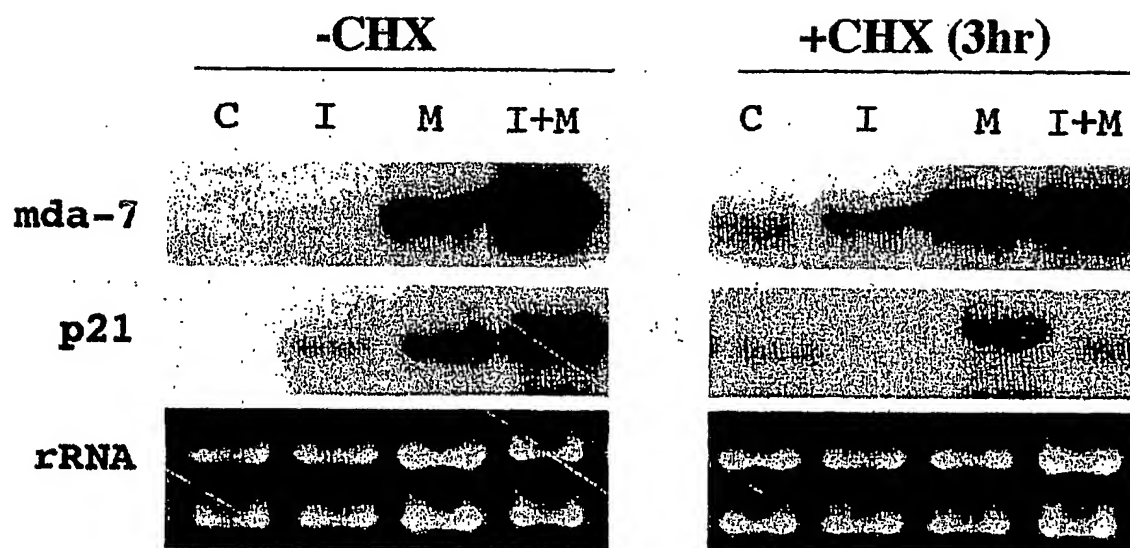 -CHX +CHX (3hr)
C I M I+M C I M I+M
mda-7
p21
rRNA